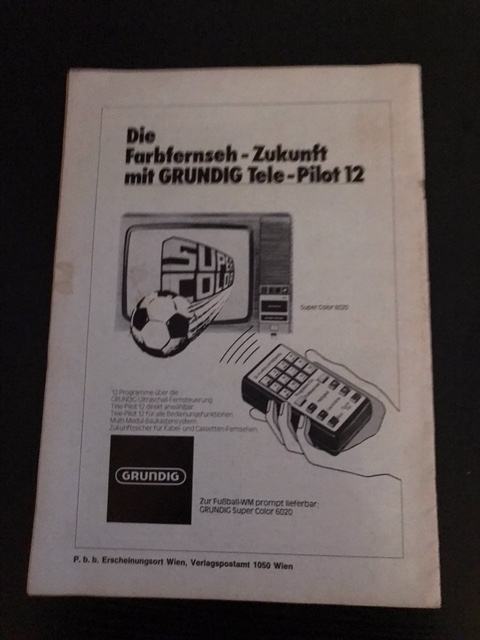 Die
Farbfernseh-Zukunft
mit GRUNDIG Tele-Pilot 12
SUPER
COLOR
Super Color 6020
12 Programme über die
GRUNDIG-Ultraschall-Fernsteuerung
Tele-Pilot 12 direkt anwählbar.
Tele-Pilot 12 für alle Bedienungsfunktionen.
Multi-Modul-Baukastensystem.
Zukunftssicher für Kabel- und Cassetten-Fernsehen.
GRUNDIG
Zur Fußball-WM prompt lieferbar:
GRUNDIG Super Color 6020
P. b. b. Erscheinungsort Wien, Verlagspostamt 1050 Wien